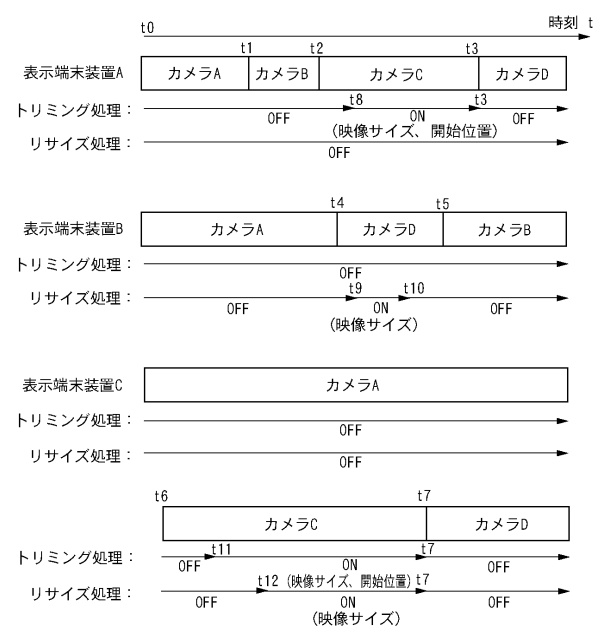 時刻 t
t0
t1 t2 t3
表示端末装置A カメラA カメラB カメラC カメラD
トリミング処理： OFF t8 ON t3 OFF
(映像サイズ、開始位置)
リサイズ処理： OFF
t4 t5
表示端末装置B カメラA カメラD カメラB
トリミング処理： OFF
リサイズ処理： OFF t9 ON t10 OFF
(映像サイズ)
表示端末装置C カメラA
トリミング処理： OFF
リサイズ処理： OFF
t6 t7
カメラC カメラD
トリミング処理： OFF t11 ON t7 OFF
(映像サイズ、開始位置)
リサイズ処理： OFF t12 ON t7 OFF
(映像サイズ)